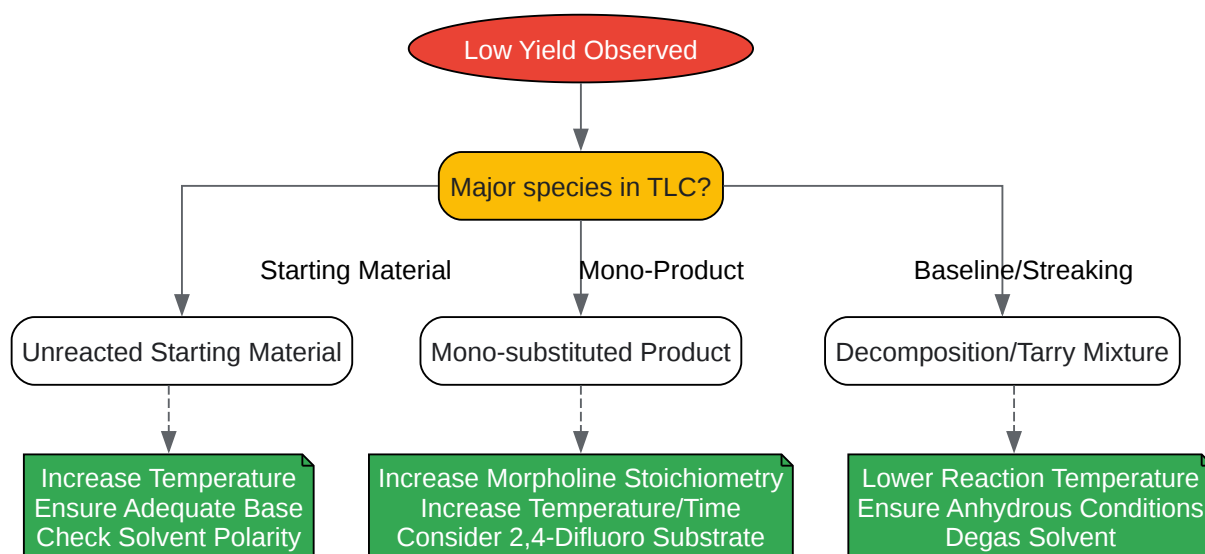 Low Yield Observed
Major species in TLC?
Starting Material
Mono-Product
Baseline/Streaking
Unreacted Starting Material
Mono-substituted Product
Decomposition/Tarry Mixture
Increase Temperature
Ensure Adequate Base
Check Solvent Polarity
Increase Morpholine Stoichiometry
Increase Temperature/Time
Consider 2,4-Difluoro Substrate
Lower Reaction Temperature
Ensure Anhydrous Conditions
Degas Solvent